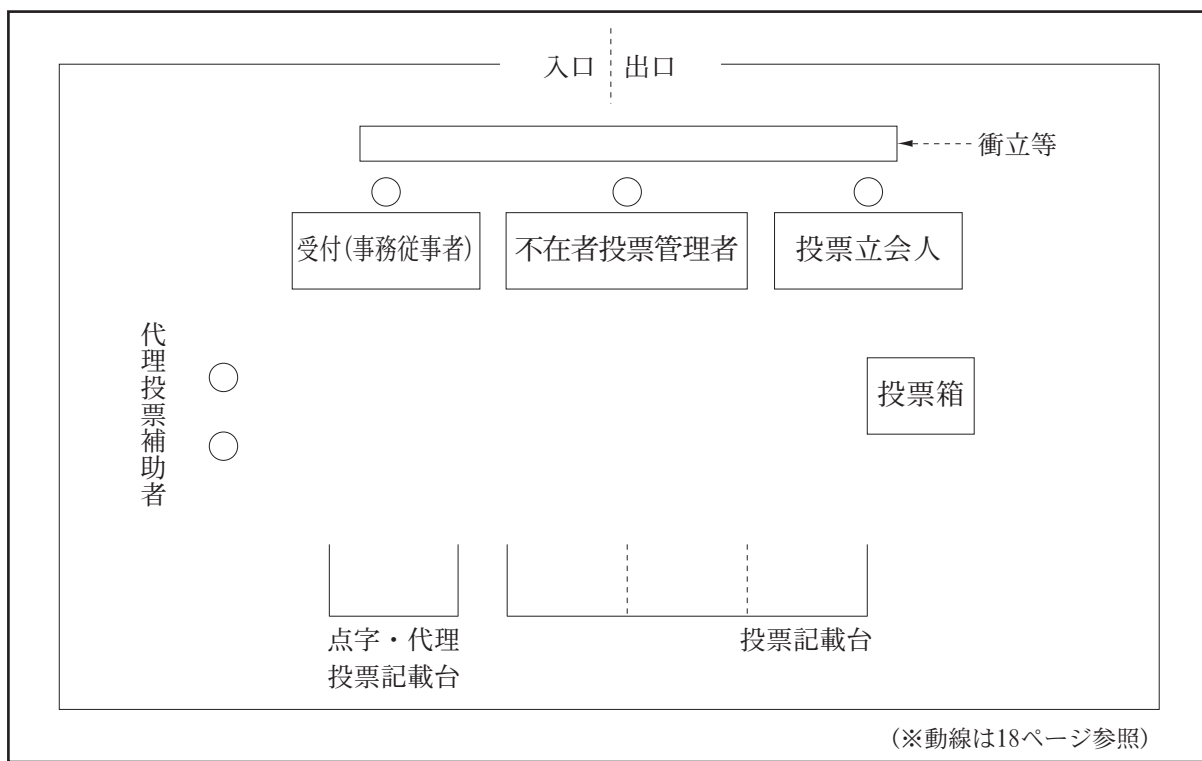 入口
出口
衝立等
受付(事務従事者)
不在者投票管理者
投票立会人
代理投票補助者
投票箱
点字・代理
投票記載台
投票記載台
(※動線は18ページ参照)